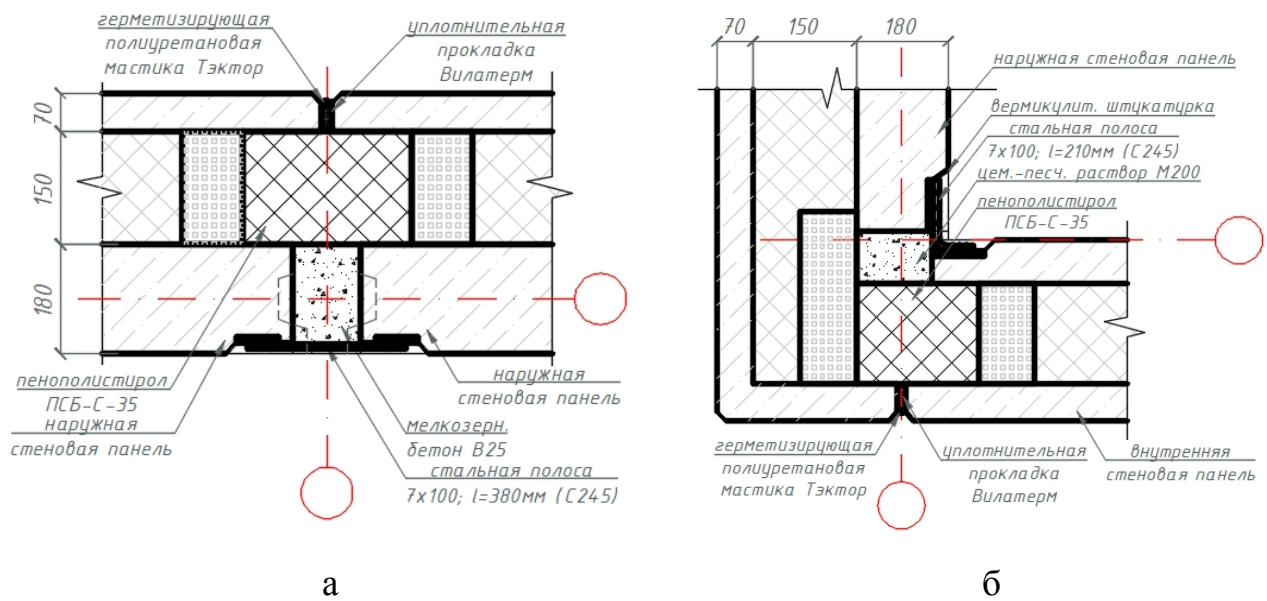 герметизирующая
полиуретановая
мастика Тэктор
уплотнительная
прокладка
Вилатерм
70
150
180
пенополистирол
ПСБ-С-35
наружная
стеновая панель
наружная
стеновая панель
мелкозерн.
бетон В25
стальная полоса
7х100; l=380мм (С245)
а
70
150
180
наружная стеновая панель
вермикулит. штукатурка
стальная полоса
7х100; l=210мм (С245)
цем.-песч. раствор М200
пенополистирол
ПСБ-С-35
герметизирующая
полиуретановая
мастика Тэктор
уплотнительная
прокладка
Вилатерм
внутренняя
стеновая панель
б